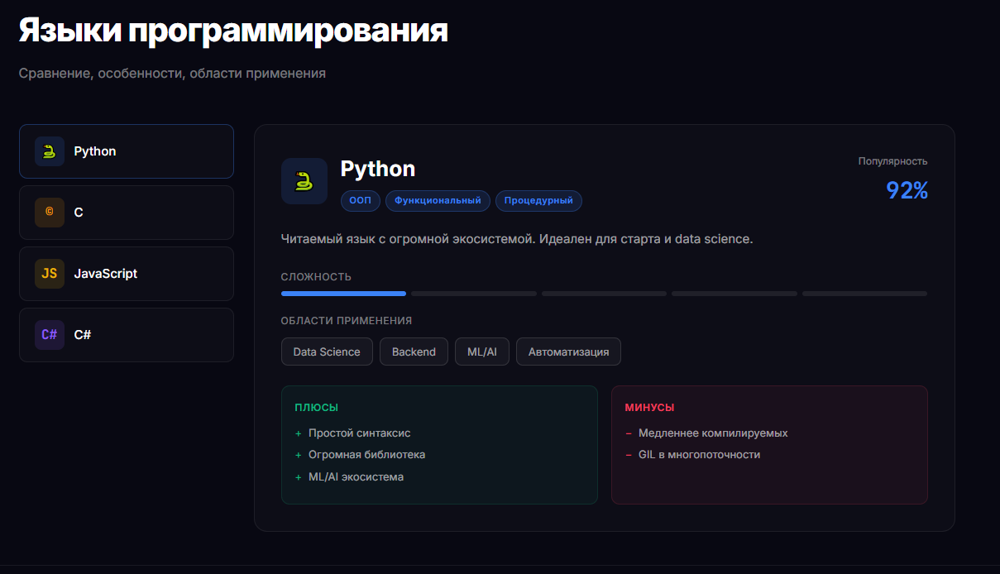 Языки программирования
Сравнение, особенности, области применения
Python
© C
JS JavaScript
C# C#
Python
Популярность
92%
ООП Функциональный Процедурный
Читаемый язык с огромной экосистемой. Идеален для старта и data science.
СЛОЖНОСТЬ
ОБЛАСТИ ПРИМЕНЕНИЯ
Data Science Backend ML/AI Автоматизация
ПЛЮСЫ
+ Простой синтаксис
+ Огромная библиотека
+ ML/AI экосистема
МИНУСЫ
− Медленнее компилируемых
− GIL в многопоточности